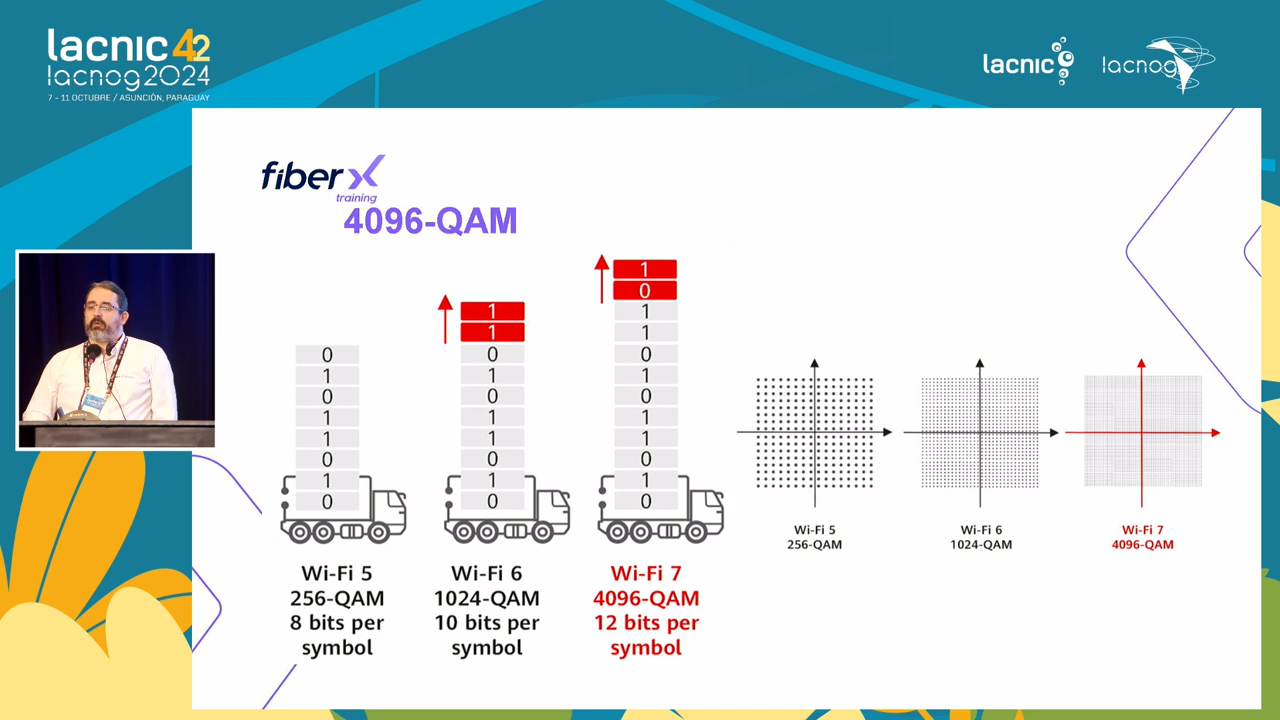 lacnic 42
lacnog2024
7 - 11 OCTUBRE / ASUNCIÓN, PARAGUAY
lacnic
lacnog
fiber x
training
4096-QAM
0
1
0
1
1
0
1
0
1
1
0
1
0
1
1
0
1
0
1
0
1
1
0
1
0
1
1
0
1
0
Wi-Fi 5
256-QAM
8 bits per
symbol
Wi-Fi 6
1024-QAM
10 bits per
symbol
Wi-Fi 7
4096-QAM
12 bits per
symbol
Wi-Fi 5
256-QAM
Wi-Fi 6
1024-QAM
Wi-Fi 7
4096-QAM